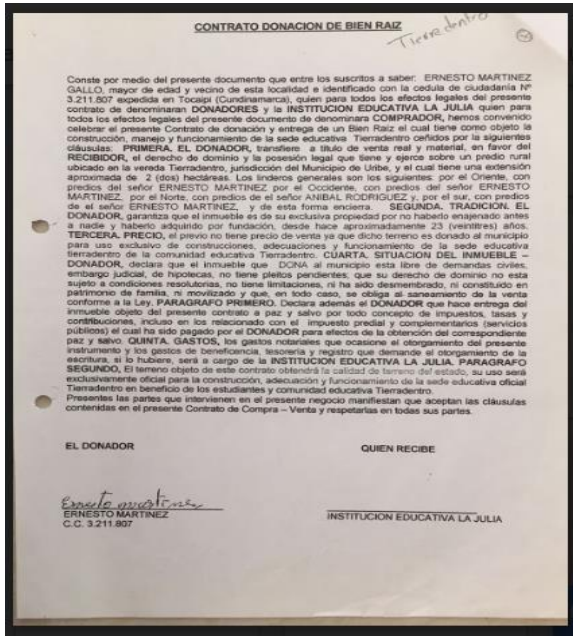 CONTRATO DONACION DE BIEN RAIZ
Tierradentro
Conste por medio del presente documento que entre los suscritos a saber: ERNESTO MARTINEZ
GALLO, mayor de edad y vecino de esta localidad e identificado con la cedula de ciudadanía Nº
3.211.807 expedida en Tocaipi (Cundinamarca), quien para todos los efectos legales del presente
contrato de denominaran DONADORES y la INSTITUCION EDUCATIVA LA JULIA quien para
todos los efectos legales del presente documento de denominara COMPRADOR, hemos convenido
celebrar el presente Contrato de donación y entrega de un Bien Raiz el cual tiene como objeto la
construcción, manejo y funcionamiento de la sede educativa Tierradentro ceñidos por la siguientes
cláusulas: PRIMERA. EL DONADOR, transfiere a titulo de venta real y material, en favor del
RECIBIDOR, el derecho de dominio y la posesión legal que tiene y ejerce sobre un predio rural
ubicado en la vereda Tierradentro, jurisdicción del Municipio de Uribe, y el cual tiene una extensión
aproximada de 2 (dos) hectáreas. Los linderos generales son los siguientes: por el Oriente, con
predios del señor ERNESTO MARTINEZ por el Occidente, con predios del señor ERNESTO
MARTINEZ, por el Norte, con predios de el señor ANIBAL RODRIGUEZ y, por el sur, con predios
de el señor ERNESTO MARTINEZ, y de esta forma encierra. SEGUNDA. TRADICION. EL
DONADOR, garantiza que el inmueble es de su exclusiva propiedad por no haberlo enajenado antes
a nadie y haberlo adquirido por fundación, desde hace aproximadamente 23 (veintitres) años.
TERCERA. PRECIO, el previo no tiene precio de venta ya que dicho terreno es donado al municipio
para uso exclusivo de construcciones, adecuaciones y funcionamiento de la sede educativa
tierradentro de la comunidad educativa Tierradentro. CUARTA. SITUACION DEL INMUEBLE –
DONADOR, declara que el inmueble que DONA al municipio esta libre de demandas civiles,
embargo judicial, de hipotecas, no tiene pleitos pendientes; que su derecho de dominio no esta
sujeto a condiciones resolutorias, no tiene limitaciones, ni ha sido desmembrado, ni constituido en
patrimonio de familia, ni movilizado y que, en todo caso, se obliga al saneamiento de la venta
conforme a la Ley. PARAGRAFO PRIMERO. Declara además el DONADOR que hace entrega del
inmueble objeto del presente contrato a paz y salvo por todo concepto de impuestos, tasas y
contribuciones, incluso en los relacionado con el impuesto predial y complementarios (servicios
públicos) el cual ha sido pagado por el DONADOR para efectos de la obtención del correspondiente
paz y salvo. QUINTA. GASTOS, los gastos notariales que ocasione el otorgamiento del presente
instrumento y los gastos de beneficencia, tesorería y registro que demande el otorgamiento de la
escritura, si lo hubiere, será a cargo de la INSTITUCION EDUCATIVA LA JULIA. PARAGRAFO
SEGUNDO, El terreno objeto de este contrato obtendrá la calidad de terreno del estado, su uso será
exclusivamente oficial para la construcción, adecuación y funcionamiento de la sede educativa oficial
Tierradentro en beneficio de los estudiantes y comunidad educativa Tierradentro.
Presentes las partes que intervienen en el presente negocio manifiestan que aceptan las cláusulas
contenidas en el presente Contrato de Compra – Venta y respetarlas en todas sus partes.
EL DONADOR
QUIEN RECIBE
Ernesto martinez
ERNESTO MARTINEZ
C.C. 3.211.807
INSTITUCION EDUCATIVA LA JULIA